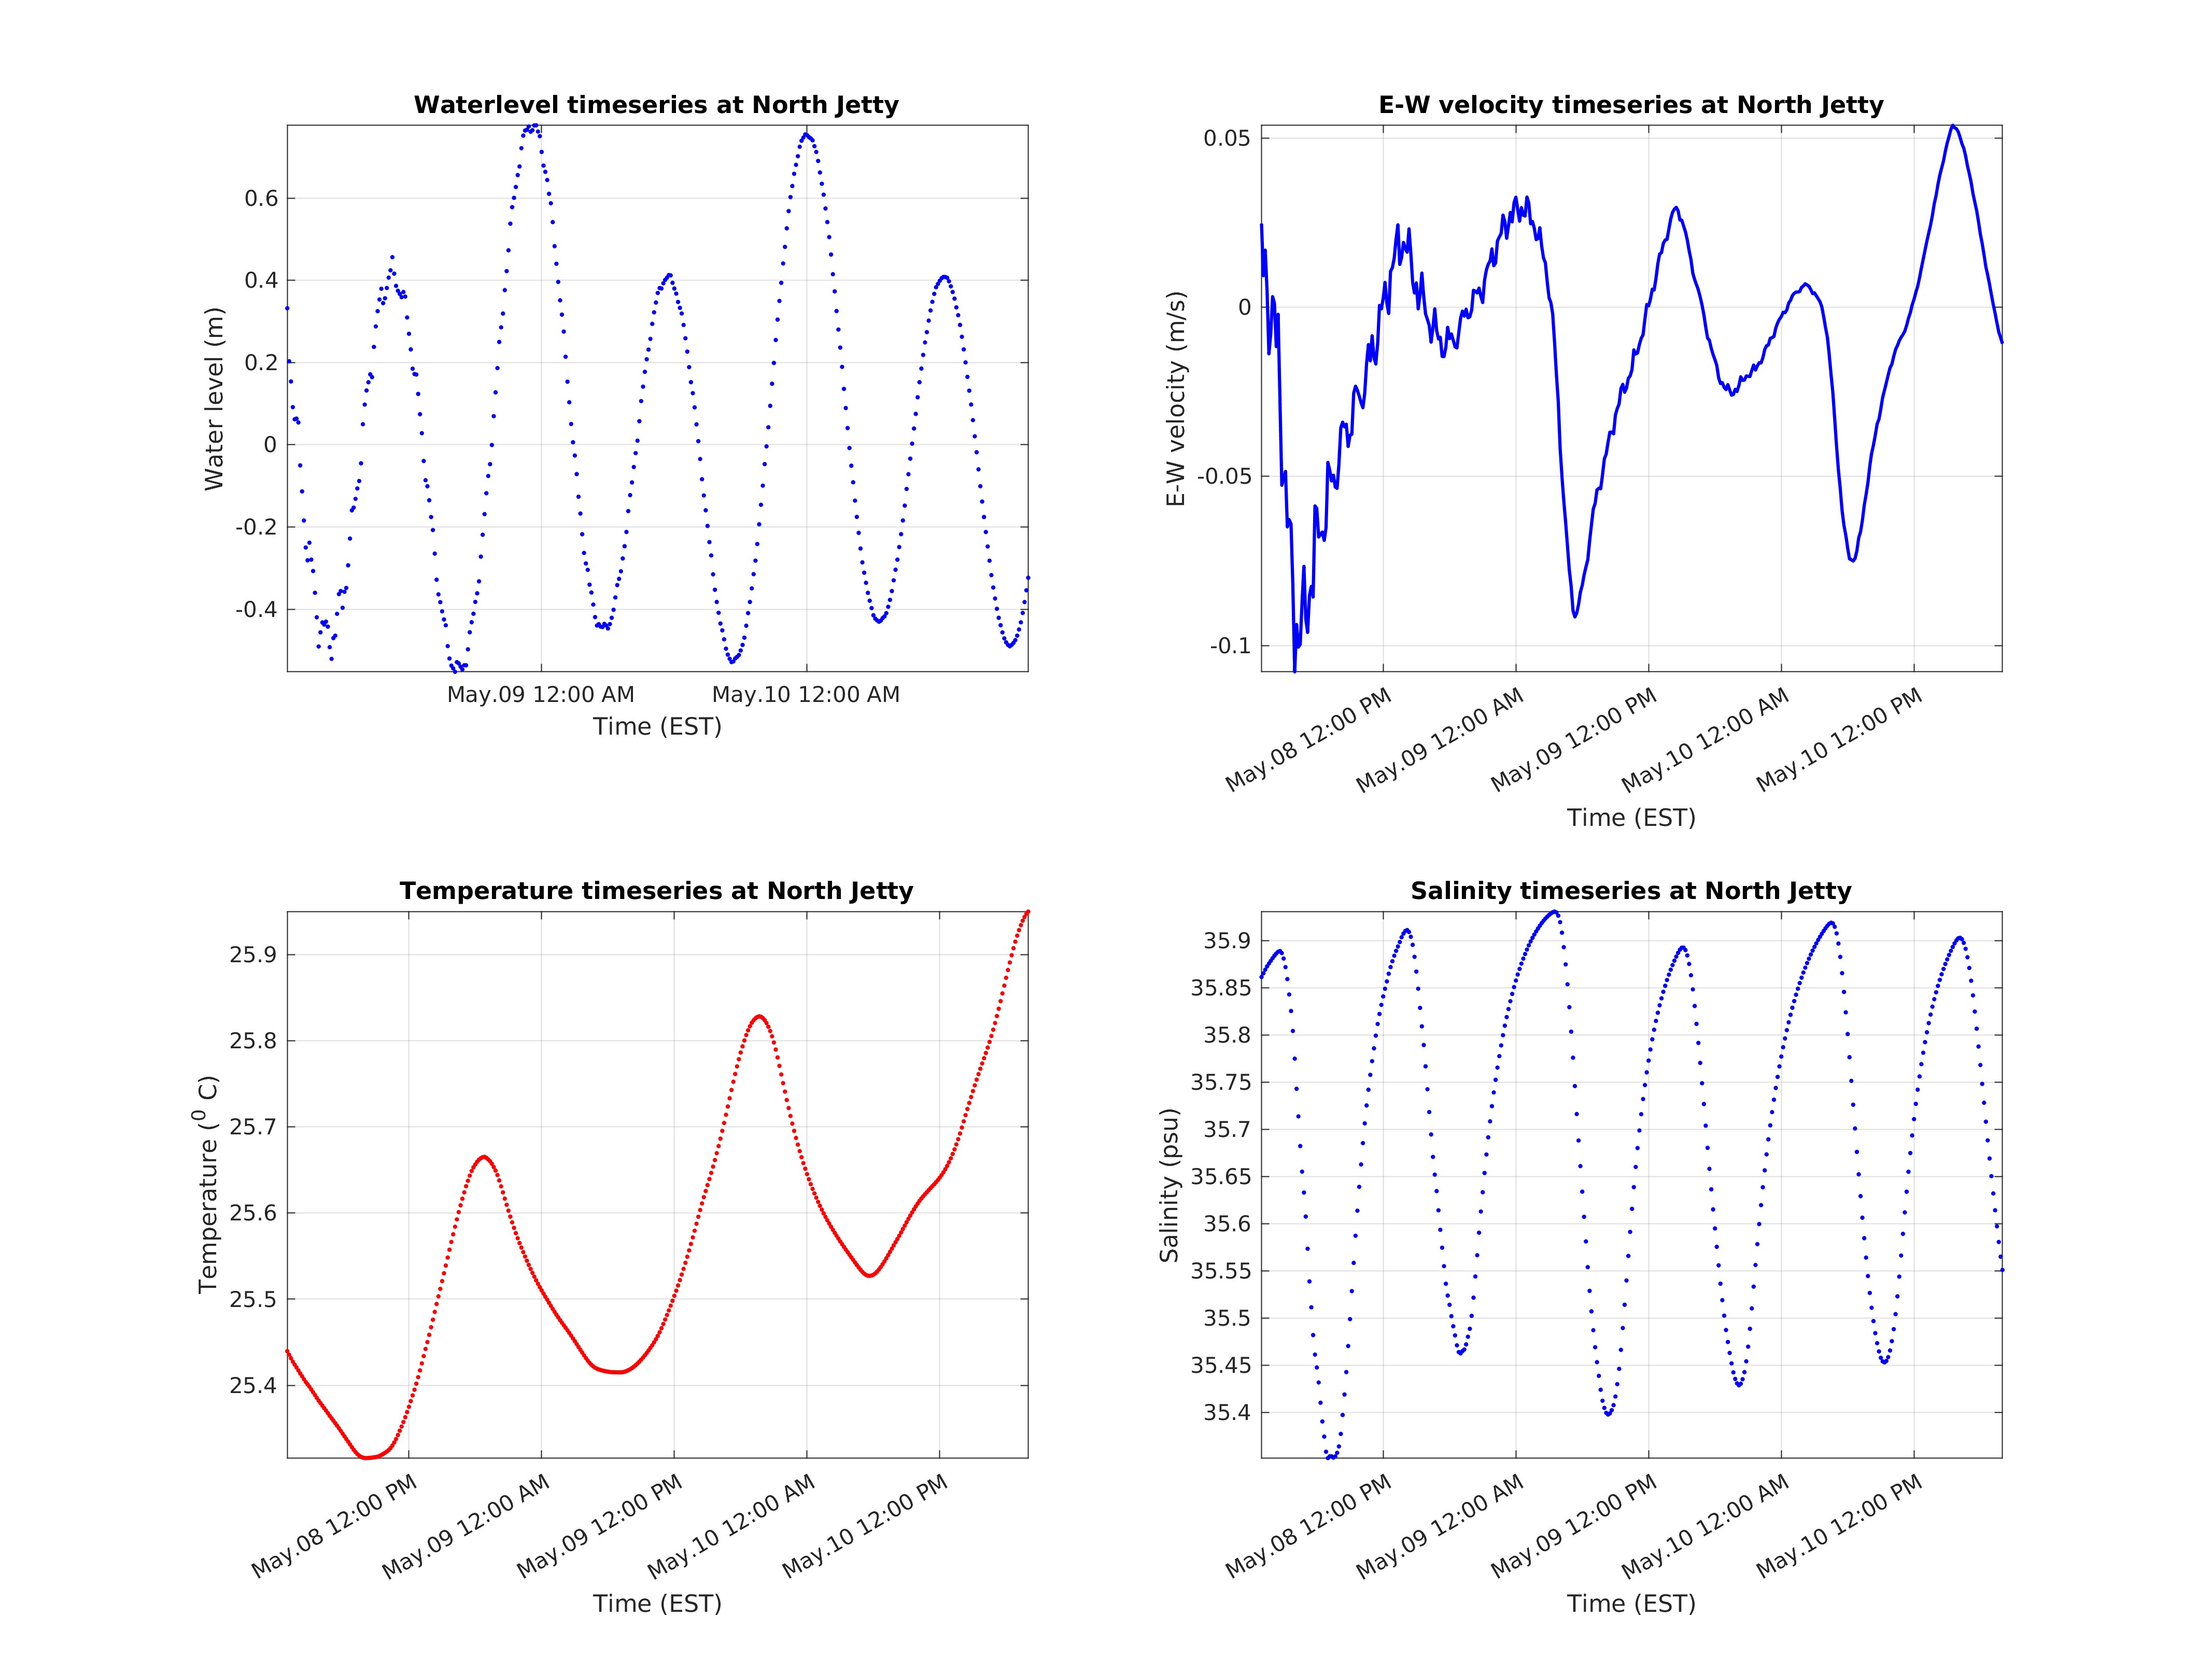 Waterlevel timeseries at North Jetty
Water level (m)
0.6
0.4
0.2
0
-0.2
-0.4
May.09 12:00 AM
May.10 12:00 AM
Time (EST)
E-W velocity timeseries at North Jetty
E-W velocity (m/s)
0.05
0
-0.05
-0.1
May.08 12:00 PM
May.09 12:00 AM
May.09 12:00 PM
May.10 12:00 AM
May.10 12:00 PM
Time (EST)
Temperature timeseries at North Jetty
Temperature (⁰ C)
25.9
25.8
25.7
25.6
25.5
25.4
May.08 12:00 PM
May.09 12:00 AM
May.09 12:00 PM
May.10 12:00 AM
May.10 12:00 PM
Time (EST)
Salinity timeseries at North Jetty
Salinity (psu)
35.9
35.85
35.8
35.75
35.7
35.65
35.6
35.55
35.5
35.45
35.4
May.08 12:00 PM
May.09 12:00 AM
May.09 12:00 PM
May.10 12:00 AM
May.10 12:00 PM
Time (EST)